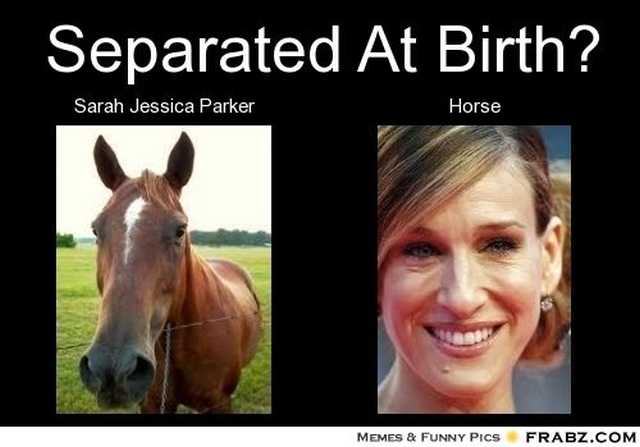 Separated At Birth?
Sarah Jessica Parker
Horse
MEMES & FUNNY PICS FRABZ.COM